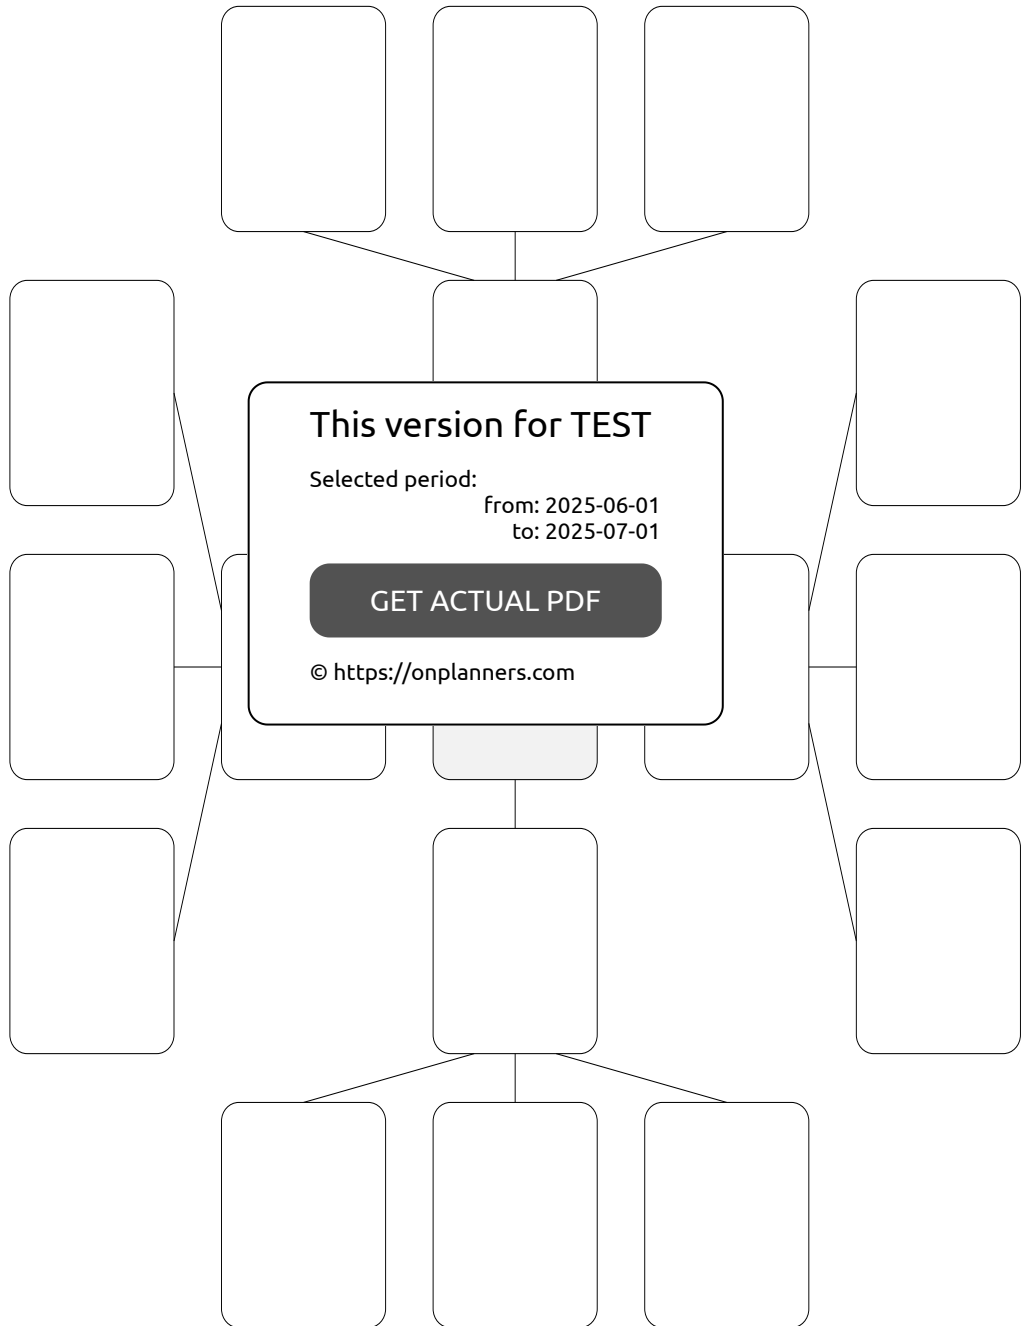 This version for TEST
Selected period:
from: 2025-06-01
to: 2025-07-01
GET ACTUAL PDF
© https://onplanners.com